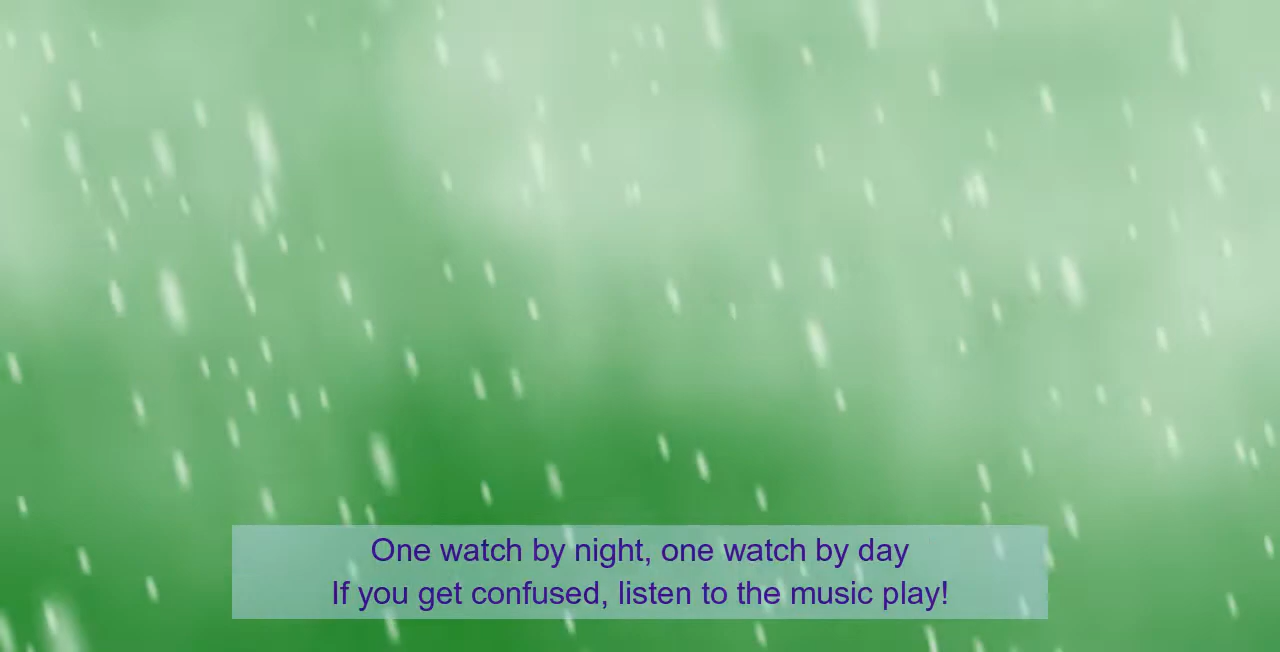 One watch by night, one watch by day
If you get confused, listen to the music play!